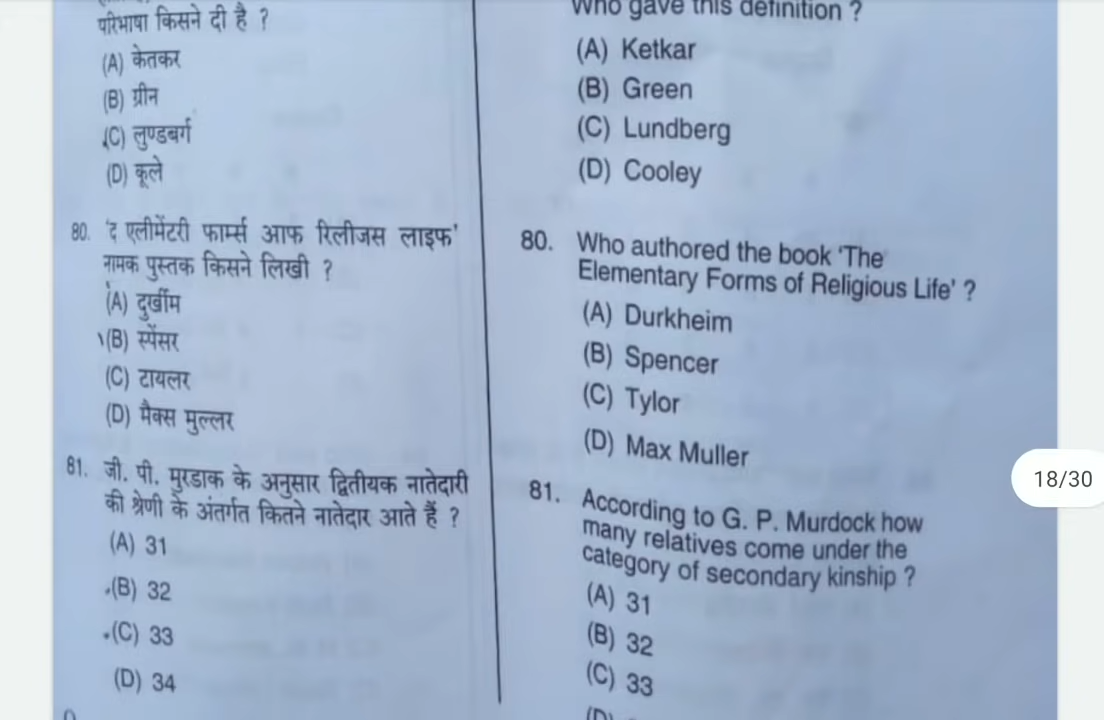 परिभाषा किसने दी है ?
(A) केतकर
(B) ग्रीन
(C) लुण्डबर्ग
(D) कूले
80. 'द एलीमेंटरी फार्म्स आफ रिलीजस लाइफ'
नामक पुस्तक किसने लिखी ?
(A) दुर्खीम
(B) स्पेंसर
(C) टायलर
(D) मैक्स मुल्लर
81. जी. पी. मुरडाक के अनुसार द्वितीयक नातेदारी
की श्रेणी के अंतर्गत कितने नातेदार आते हैं ?
(A) 31
(B) 32
(C) 33
(D) 34
Who gave this definition ?
(A) Ketkar
(B) Green
(C) Lundberg
(D) Cooley
80. Who authored the book 'The
Elementary Forms of Religious Life' ?
(A) Durkheim
(B) Spencer
(C) Tylor
(D) Max Muller
81. According to G. P. Murdock how
many relatives come under the
category of secondary kinship ?
(A) 31
(B) 32
(C) 33
18/30